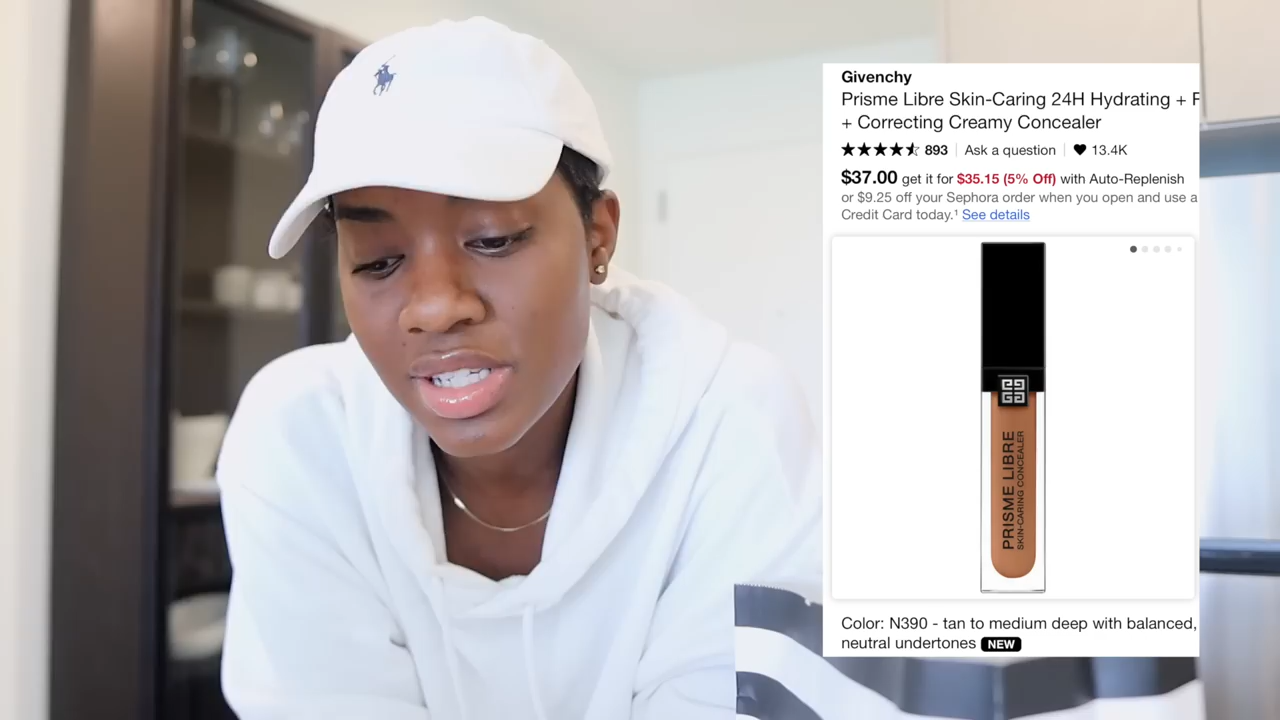 Givenchy
Prisme Libre Skin-Caring 24H Hydrating +
+ Correcting Creamy Concealer
893 Ask a question 13.4K
$37.00 get it for $35.15 (5% Off) with Auto-Replenish
or $9.25 off your Sephora order when you open and use a
Credit Card today.¹ See details
PRISME LIBRE
SKIN-CARING CONCEALER
Color: N390 - tan to medium deep with balanced,
neutral undertones NEW